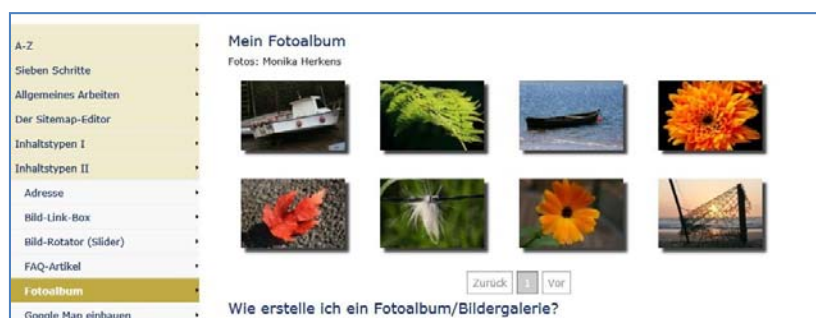 A-Z
Sieben Schritte
Allgemeines Arbeiten
Der Sitemap-Editor
Inhaltstypen I
Inhaltstypen II
Adresse
Bild-Link-Box
Bild-Rotator (Slider)
FAQ-Artikel
Fotoalbum
Google Map einbauen
Mein Fotoalbum
Fotos: Monika Herkens
Zurück 1 Vor
Wie erstelle ich ein Fotoalbum/Bildergalerie?